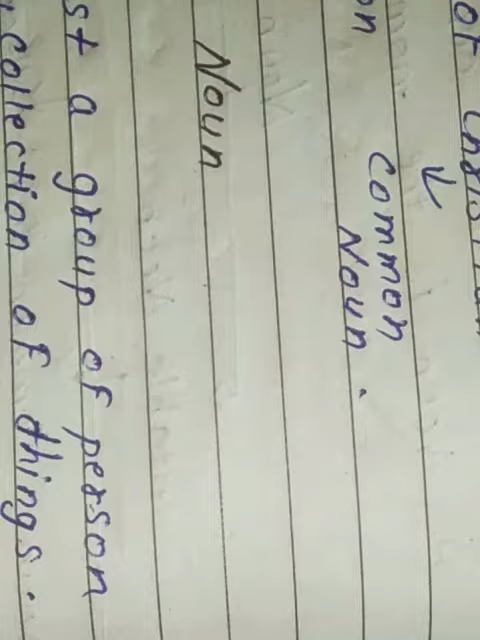 of
↓
on common
Noun.
Noun
st a group of person
collection of things.